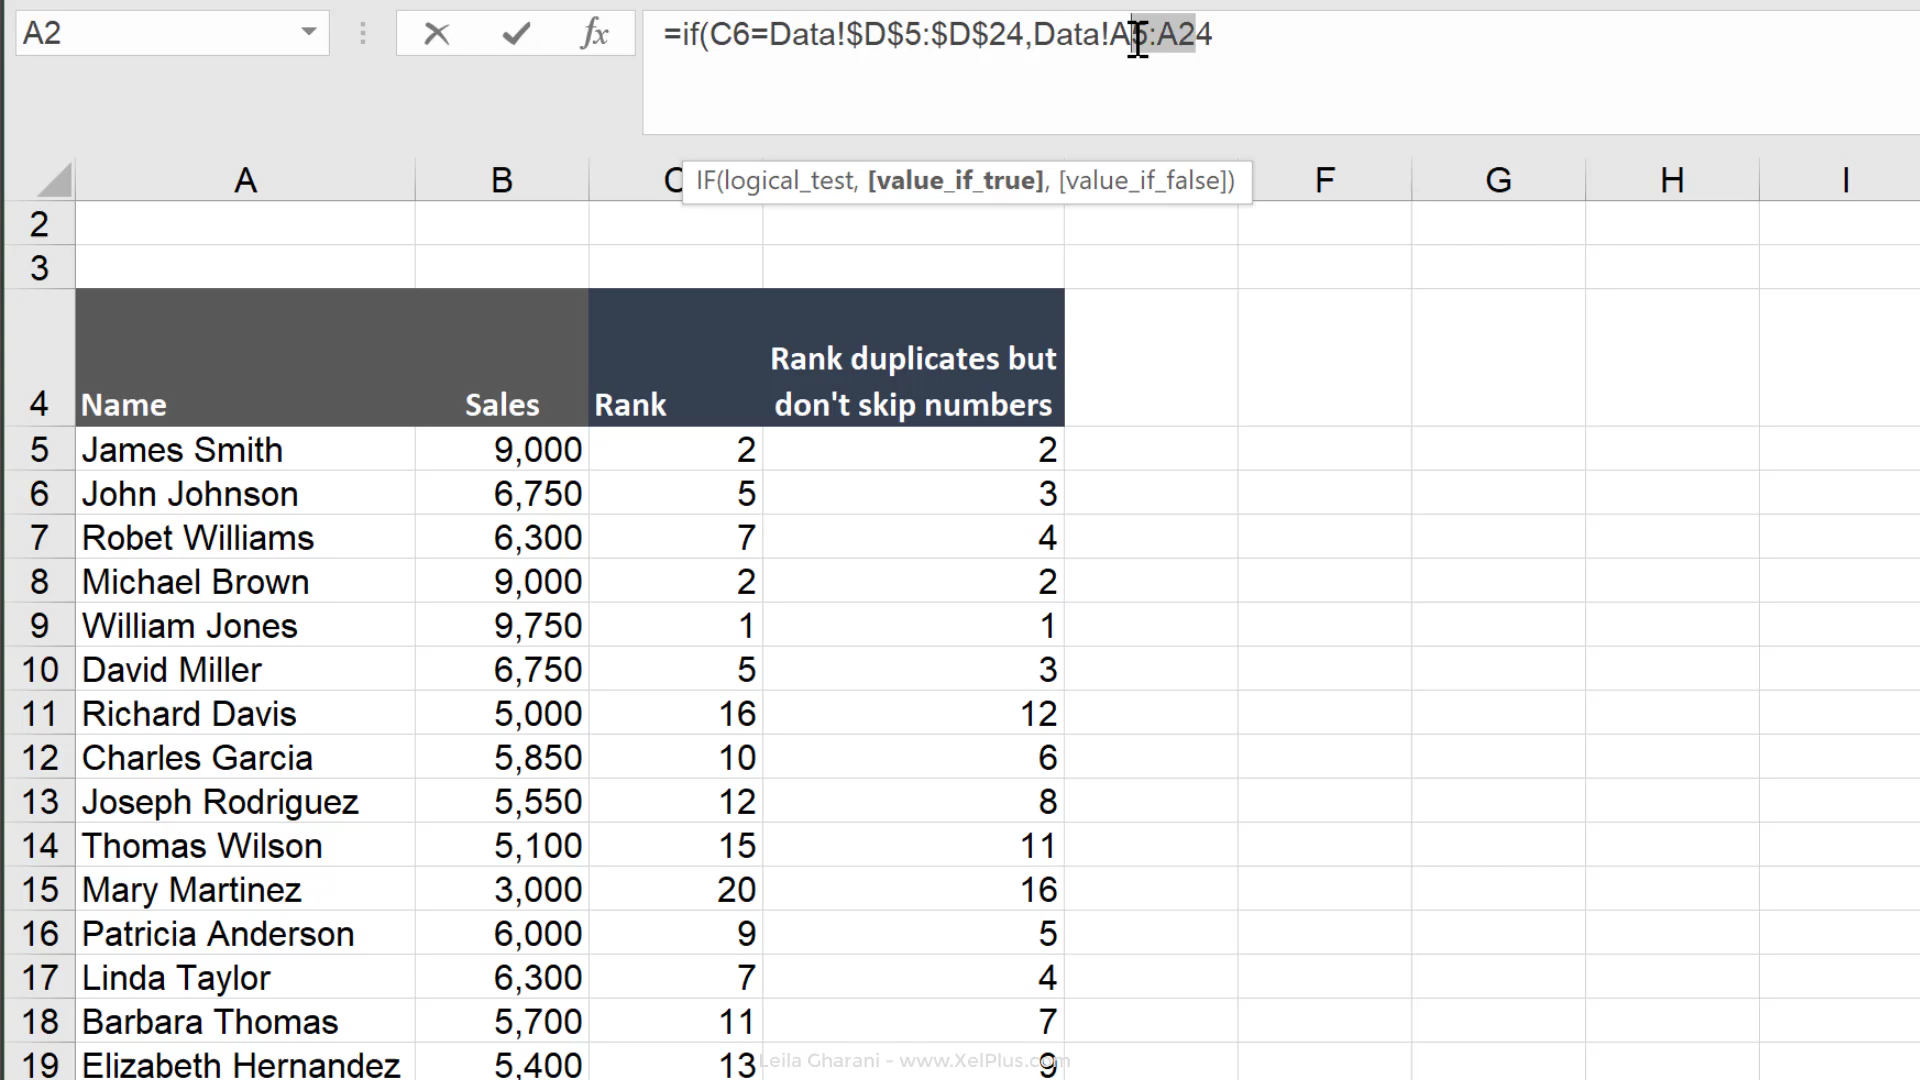 A2 fx =if(C6=Data!$D$5:$D$24,Data!A5:A24
IF(logical_test, [value_if_true], [value_if_false])
A B C F G H I
2
3
Rank duplicates but
4 Name Sales Rank don't skip numbers
5 James Smith 9,000 2 2
6 John Johnson 6,750 5 3
7 Robet Williams 6,300 7 4
8 Michael Brown 9,000 2 2
9 William Jones 9,750 1 1
10 David Miller 6,750 5 3
11 Richard Davis 5,000 16 12
12 Charles Garcia 5,850 10 6
13 Joseph Rodriguez 5,550 12 8
14 Thomas Wilson 5,100 15 11
15 Mary Martinez 3,000 20 16
16 Patricia Anderson 6,000 9 5
17 Linda Taylor 6,300 7 4
18 Barbara Thomas 5,700 11 7
19 Elizabeth Hernandez 5,400 13 9
Leila Gharani - www.XelPlus.com